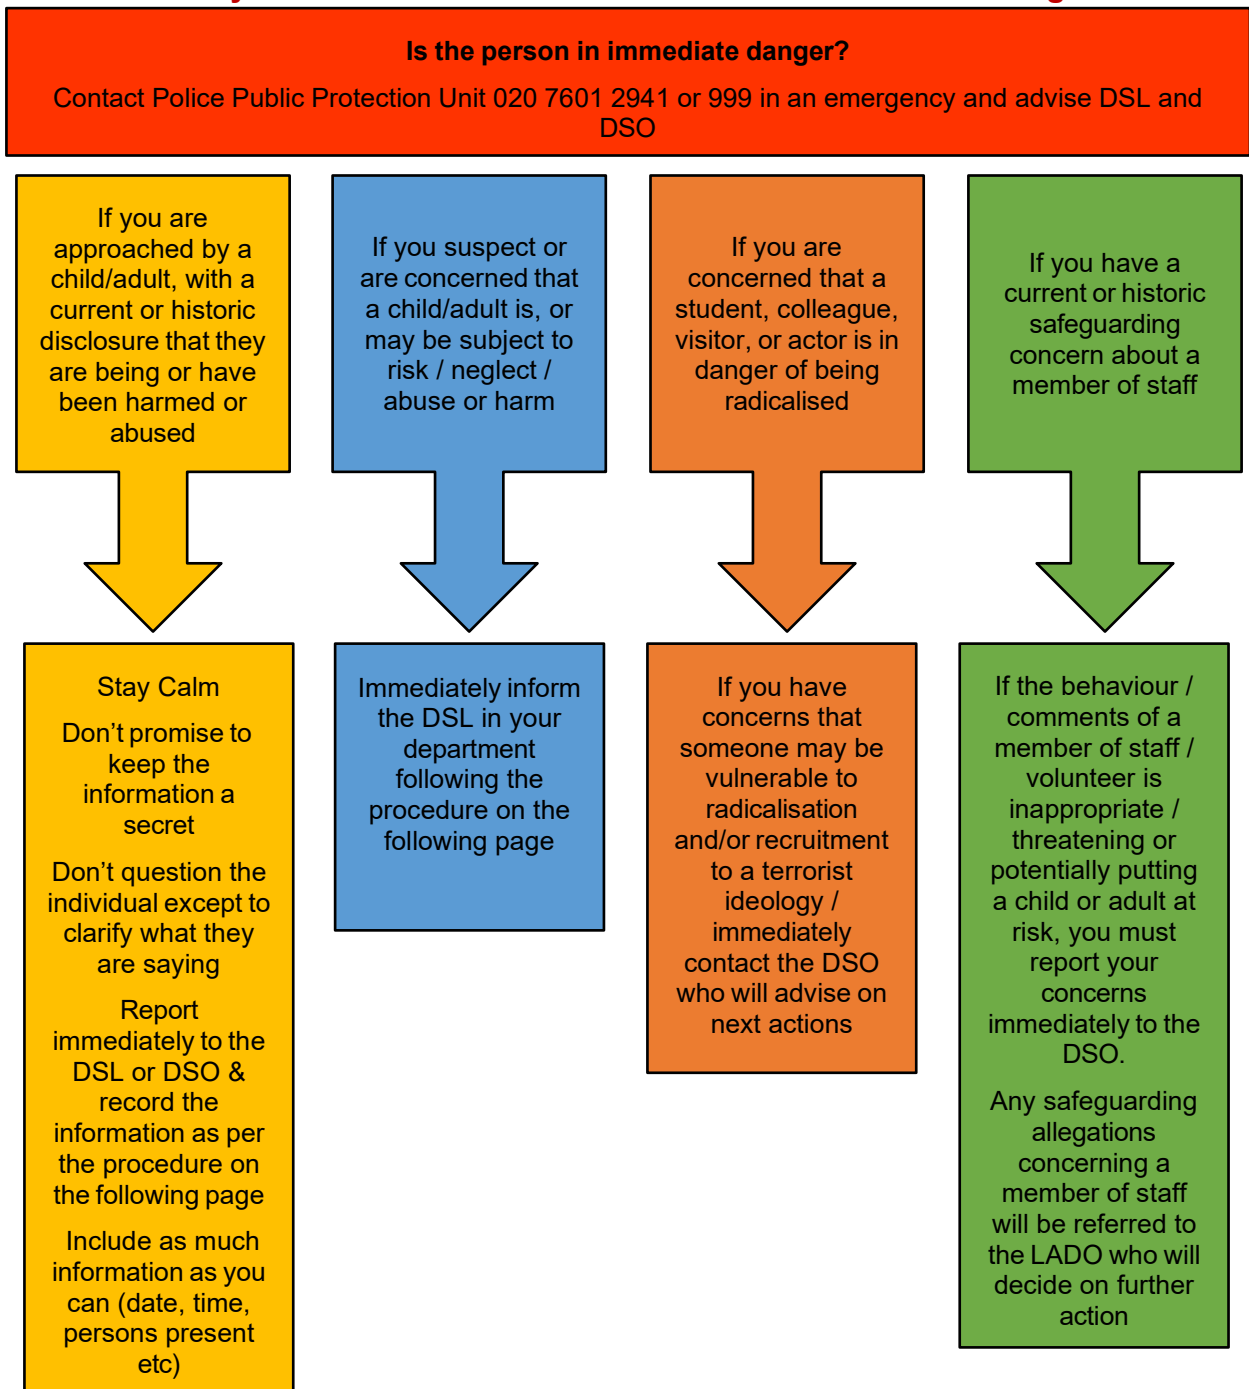 Is the person in immediate danger?
Contact Police Public Protection Unit 020 7601 2941 or 999 in an emergency and advise DSL and
DSO
If you are
approached by a
child/adult, with a
current or historic
disclosure that they
are being or have
been harmed or
abused
If you suspect or
are concerned that
a child/adult is, or
may be subject to
risk / neglect /
abuse or harm
If you are
concerned that a
student, colleague,
visitor, or actor is in
danger of being
radicalised
If you have a
current or historic
safeguarding
concern about a
member of staff
Stay Calm
Don’t promise to
keep the
information a
secret
Don’t question the
individual except to
clarify what they
are saying
Report
immediately to the
DSL or DSO &
record the
information as per
the procedure on
the following page
Include as much
information as you
can (date, time,
persons present
etc)
Immediately inform
the DSL in your
department
following the
procedure on the
following page
If you have
concerns that
someone may be
vulnerable to
radicalisation
and/or recruitment
to a terrorist
ideology /
immediately
contact the DSO
who will advise on
next actions
If the behaviour /
comments of a
member of staff /
volunteer is
inappropriate /
threatening or
potentially putting
a child or adult at
risk, you must
report your
concerns
immediately to the
DSO.
Any safeguarding
allegations
concerning a
member of staff
will be referred to
the LADO who will
decide on further
action